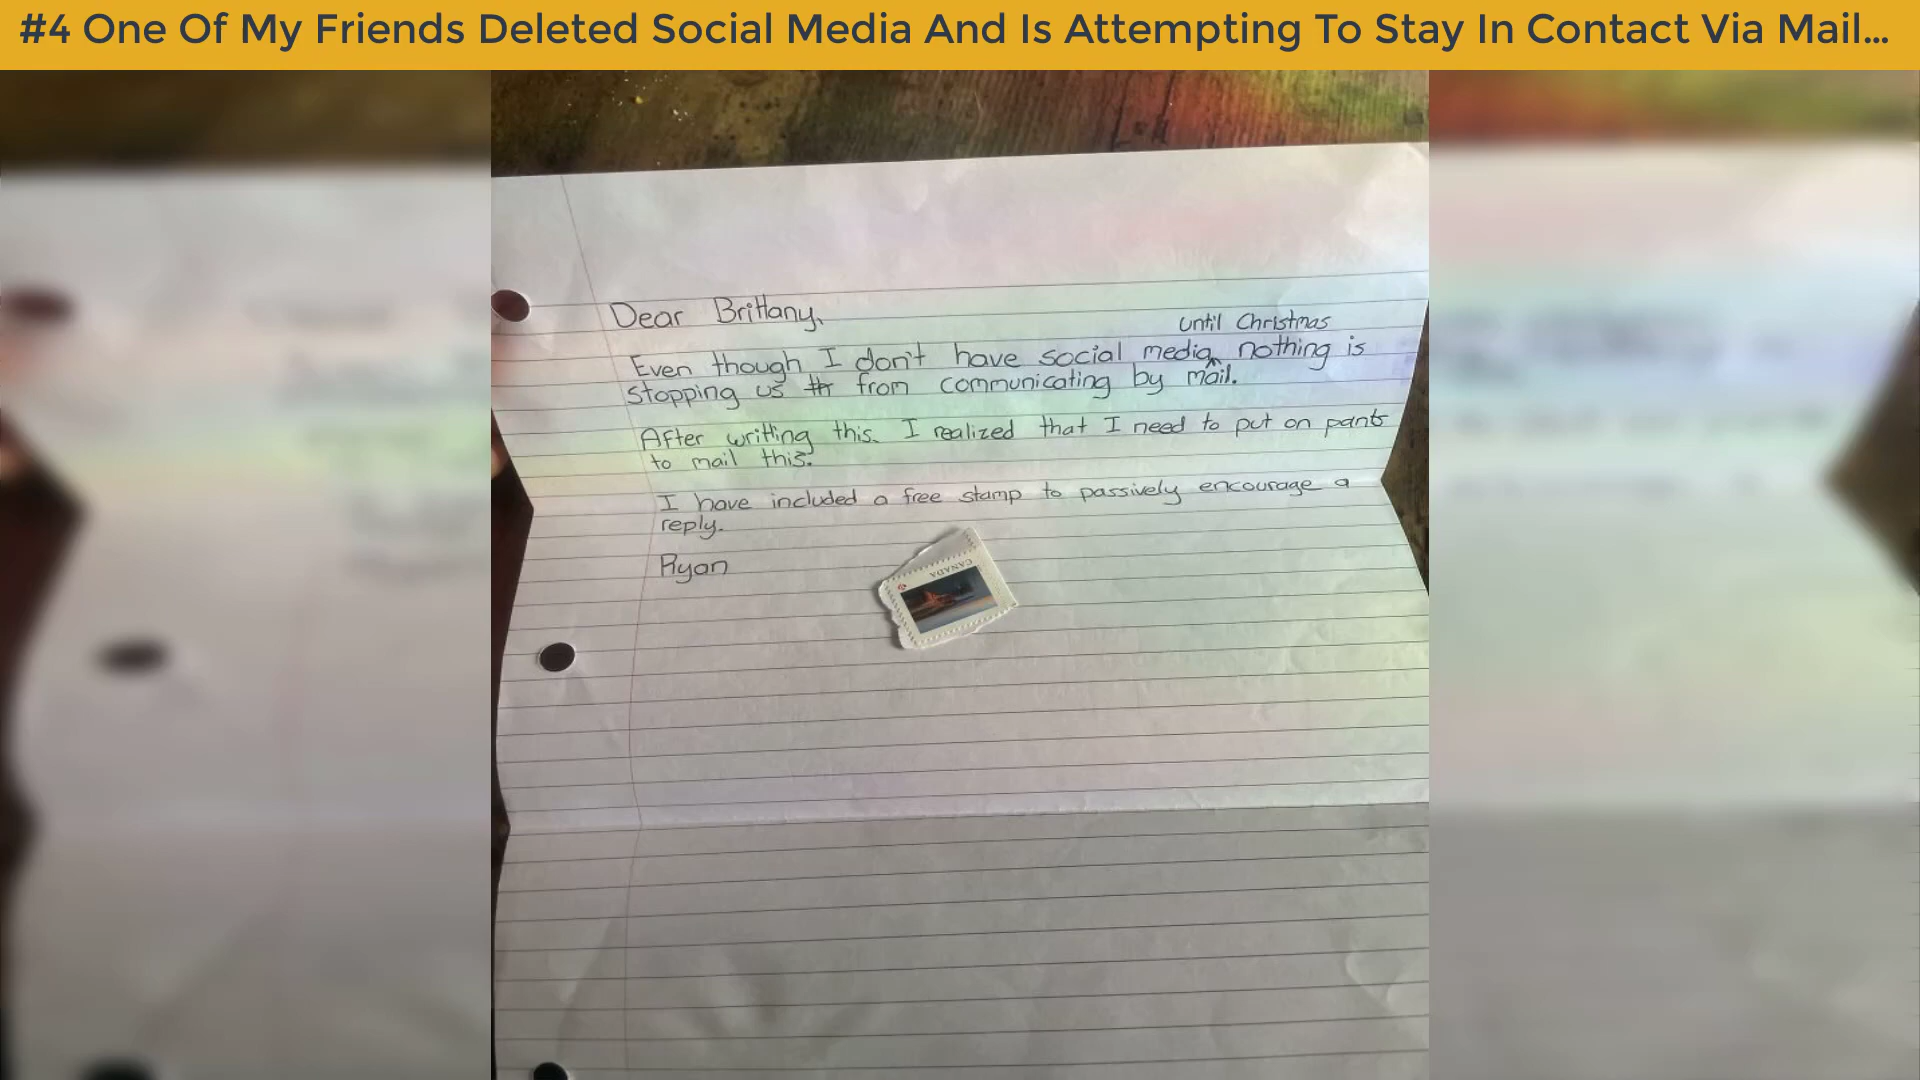 #4 One Of My Friends Deleted Social Media And Is Attempting To Stay In Contact Via Mail...
Dear Brittany,
until Christmas
Even though I don't have social media^ nothing is
stopping us from communicating by mail.
After writting this. I realized that I need to put on pants
to mail this.
I have included a free stamp to passively encourage a
reply.
Ryan
CANADA